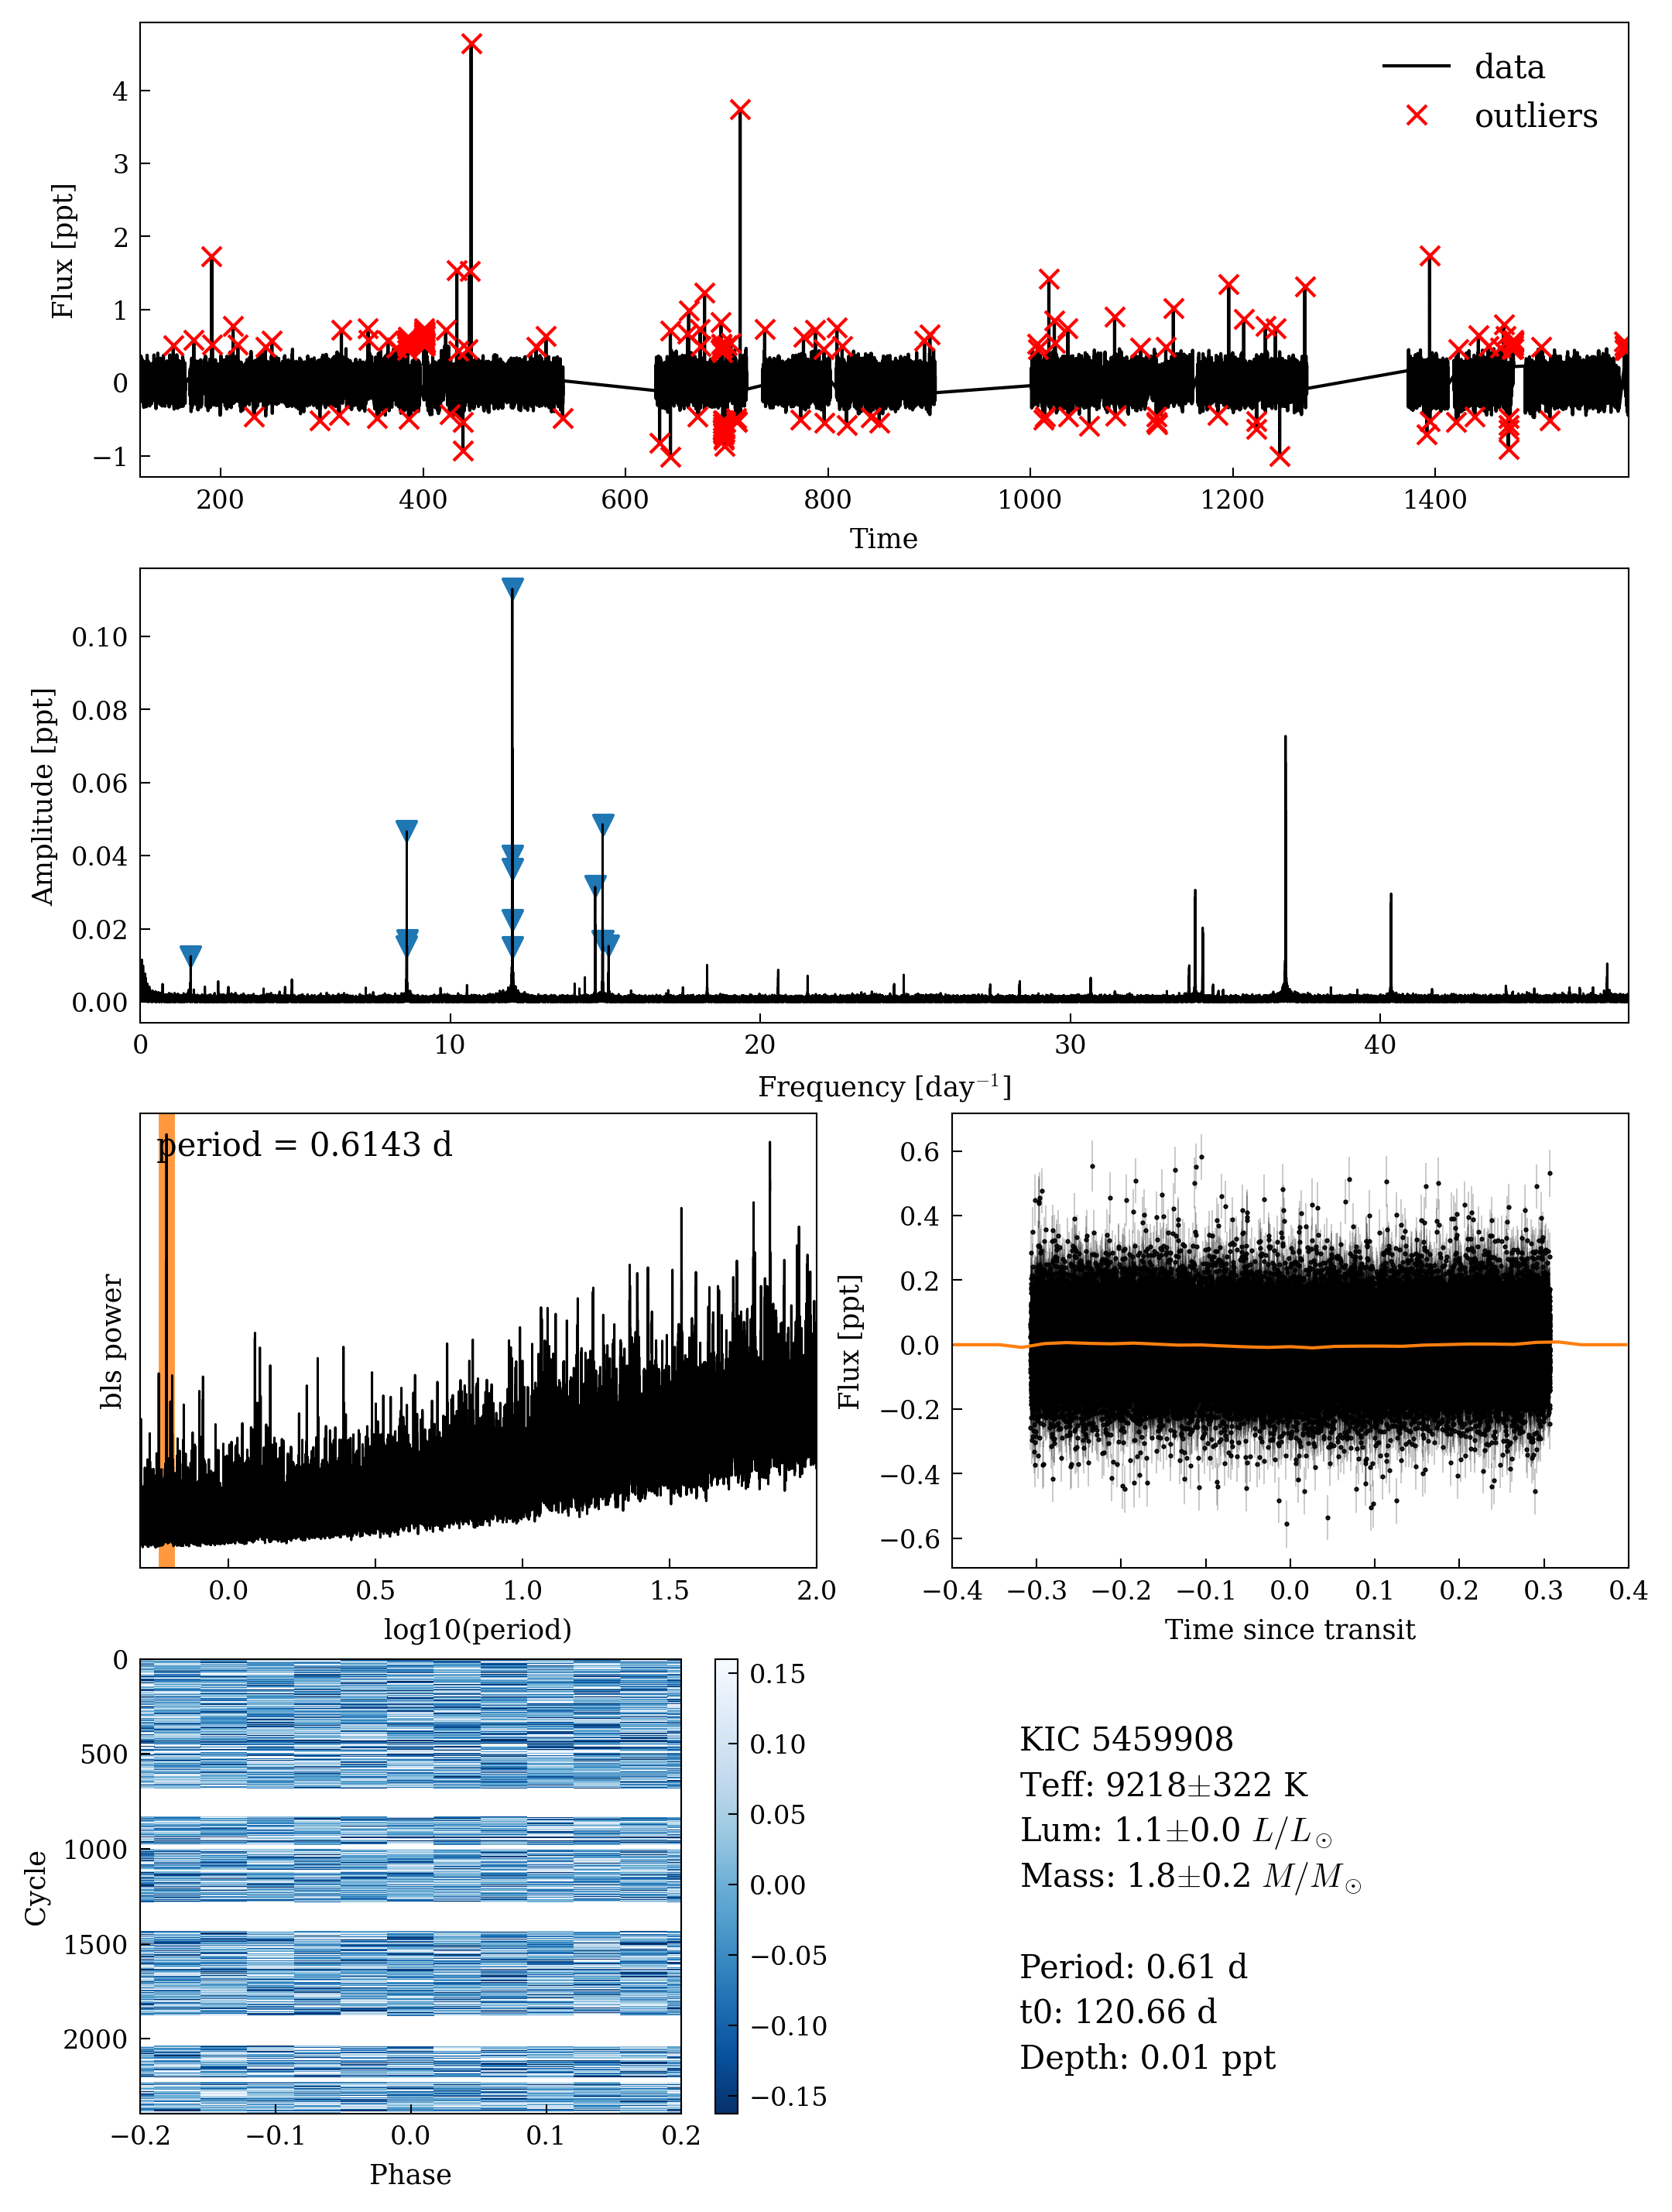 data
outliers
Flux [ppt]
4
3
2
1
0
−1
200 400 600 800 1000 1200 1400
Time
Amplitude [ppt]
0.10
0.08
0.06
0.04
0.02
0.00
0 10 20 30 40
Frequency [day⁻¹]
period = 0.6143 d
bls power
0.0 0.5 1.0 1.5 2.0
log10(period)
Flux [ppt]
0.6
0.4
0.2
0.0
−0.2
−0.4
−0.6
−0.4 −0.3 −0.2 −0.1 0.0 0.1 0.2 0.3 0.4
Time since transit
Cycle
0
500
1000
1500
2000
−0.2 −0.1 0.0 0.1 0.2
Phase
0.15
0.10
0.05
0.00
−0.05
−0.10
−0.15
KIC 5459908
Teff: 9218±322 K
Lum: 1.1±0.0 L/L⊙
Mass: 1.8±0.2 M/M⊙
Period: 0.61 d
t0: 120.66 d
Depth: 0.01 ppt